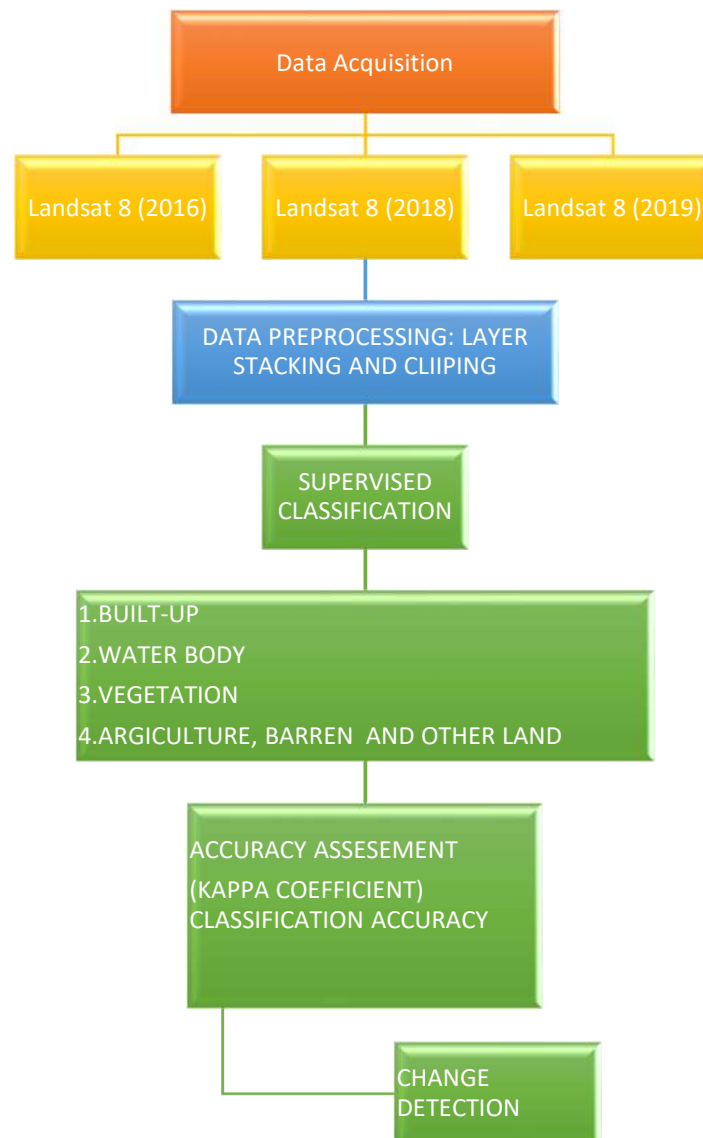 Data Acquisition
Landsat 8 (2016)
Landsat 8 (2018)
Landsat 8 (2019)
DATA PREPROCESSING: LAYER
STACKING AND CLIIPING
SUPERVISED
CLASSIFICATION
1.BUILT-UP
2.WATER BODY
3.VEGETATION
4.ARGICULTURE, BARREN AND OTHER LAND
ACCURACY ASSESEMENT
(KAPPA COEFFICIENT)
CLASSIFICATION ACCURACY
CHANGE
DETECTION